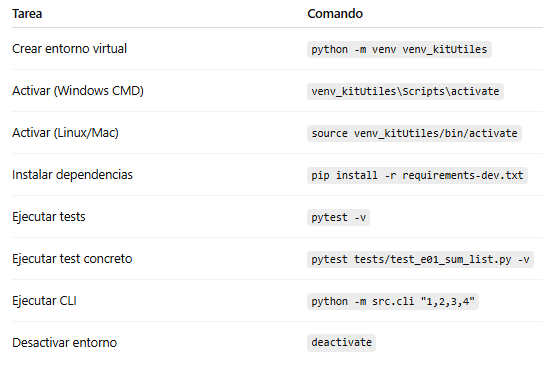 Tarea Comando
Crear entorno virtual python -m venv venv_kitUtiles
Activar (Windows CMD) venv_kitUtiles\Scripts\activate
Activar (Linux/Mac) source venv_kitUtiles/bin/activate
Instalar dependencias pip install -r requirements-dev.txt
Ejecutar tests pytest -v
Ejecutar test concreto pytest tests/test_e01_sum_list.py -v
Ejecutar CLI python -m src.cli "1,2,3,4"
Desactivar entorno deactivate